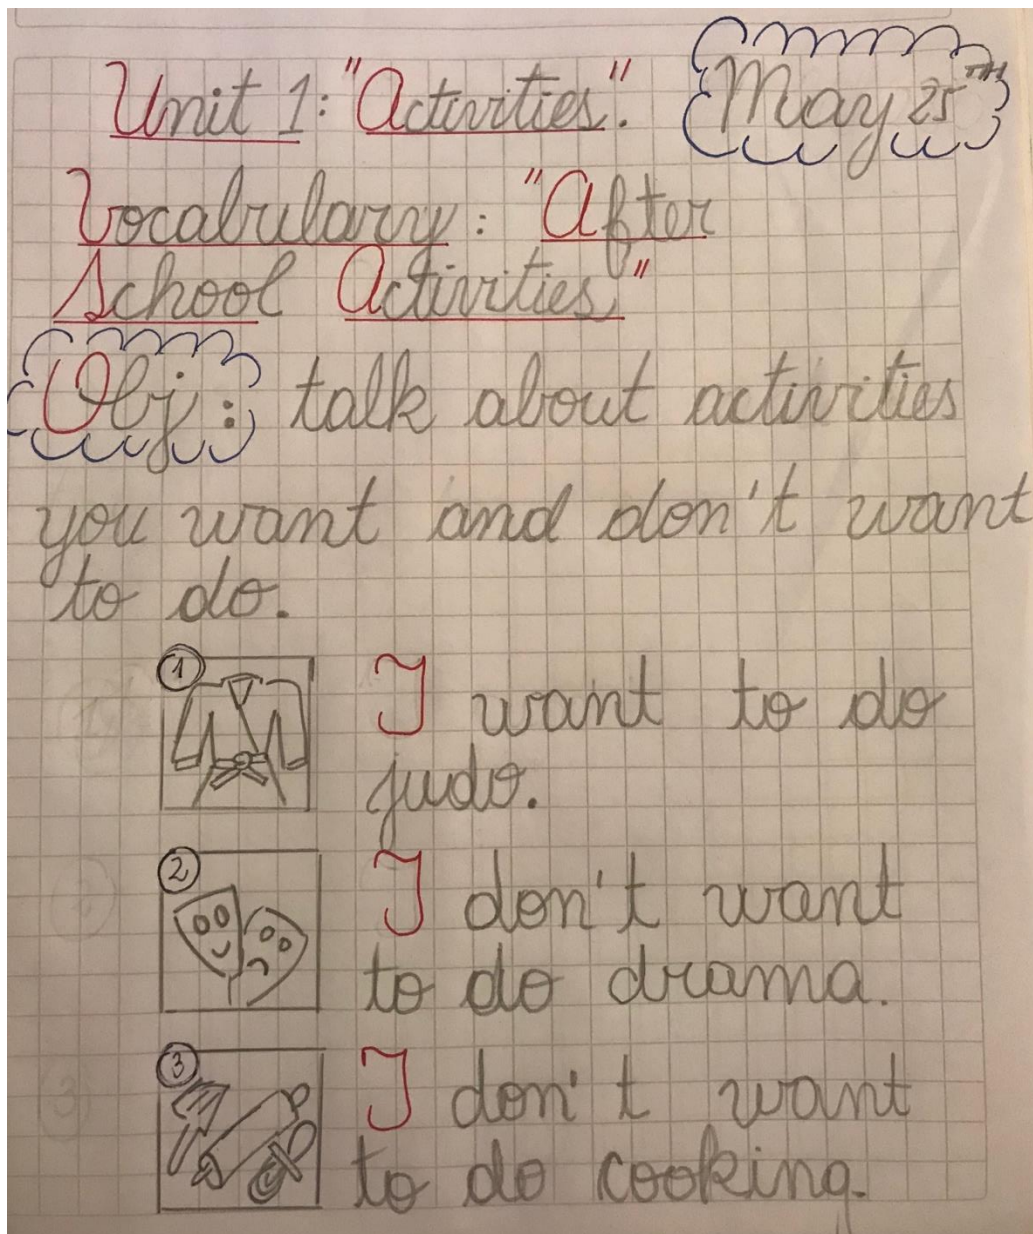 Unit 1: "Activities". May 25TH
Vocabulary: "After
School Activities"
Obj: talk about activities
you want and don't want
to do.
1 I want to do
judo.
2 I don't want
to do drama.
3 I don't want
to do cooking.